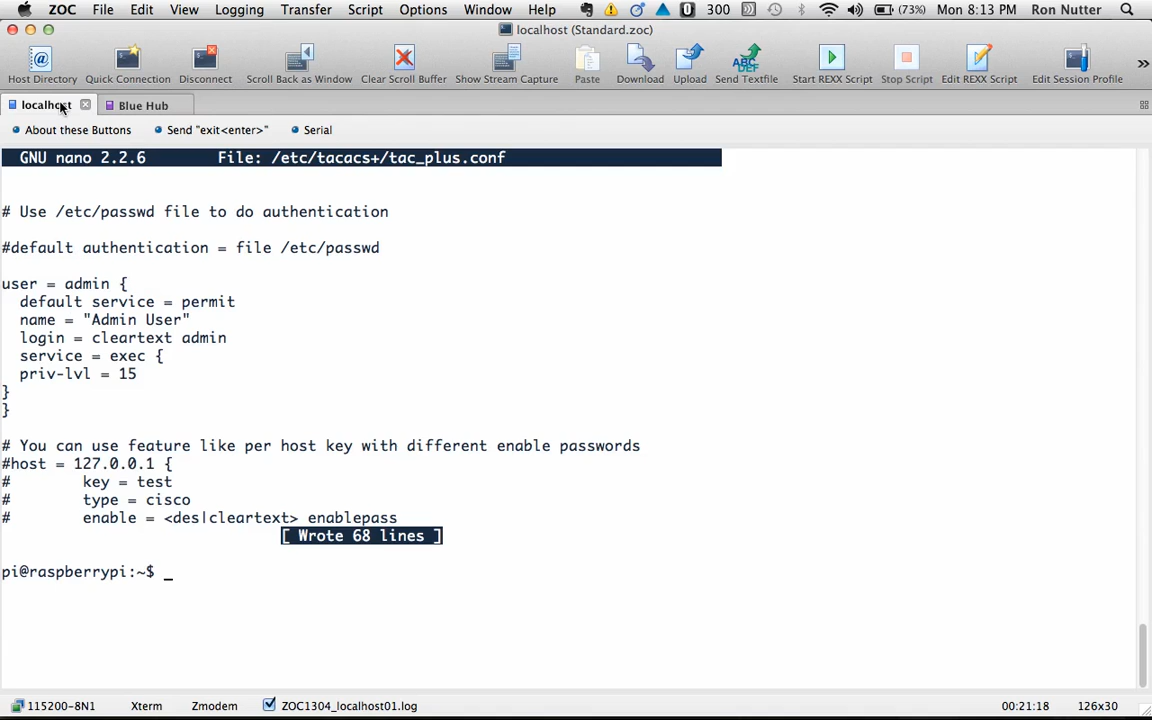 ZOC File Edit View Logging Transfer Script Options Window Help 300 (73%) Mon 8:13 PM Ron Nutter
localhost (Standard.zoc)
Host Directory Quick Connection Disconnect Scroll Back as Window Clear Scroll Buffer Show Stream Capture Paste Download Upload Send Textfile Start REXX Script Stop Script Edit REXX Script Edit Session Profile
localhost Blue Hub
About these Buttons Send "exit<enter>" Serial
GNU nano 2.2.6 File: /etc/tacacs+/tac_plus.conf
# Use /etc/passwd file to do authentication
#default authentication = file /etc/passwd
user = admin {
default service = permit
name = "Admin User"
login = cleartext admin
service = exec {
priv-lvl = 15
}
}
# You can use feature like per host key with different enable passwords
#host = 127.0.0.1 {
# key = test
# type = cisco
# enable = <des|cleartext> enablepass
[ Wrote 68 lines ]
pi@raspberrypi:~$ _
115200-8N1 Xterm Zmodem ZOC1304_localhost01.log 00:21:18 126x30